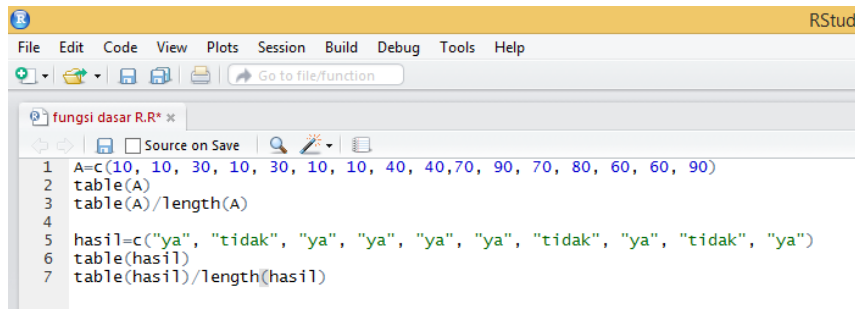 RStud
File Edit Code View Plots Session Build Debug Tools Help
Go to file/function
fungsi dasar R.R*
Source on Save
1 A=c(10, 10, 30, 10, 30, 10, 10, 40, 40,70, 90, 70, 80, 60, 60, 90)
2 table(A)
3 table(A)/length(A)
4
5 hasil=c("ya", "tidak", "ya", "ya", "ya", "ya", "tidak", "ya", "tidak", "ya")
6 table(hasil)
7 table(hasil)/length(hasil)